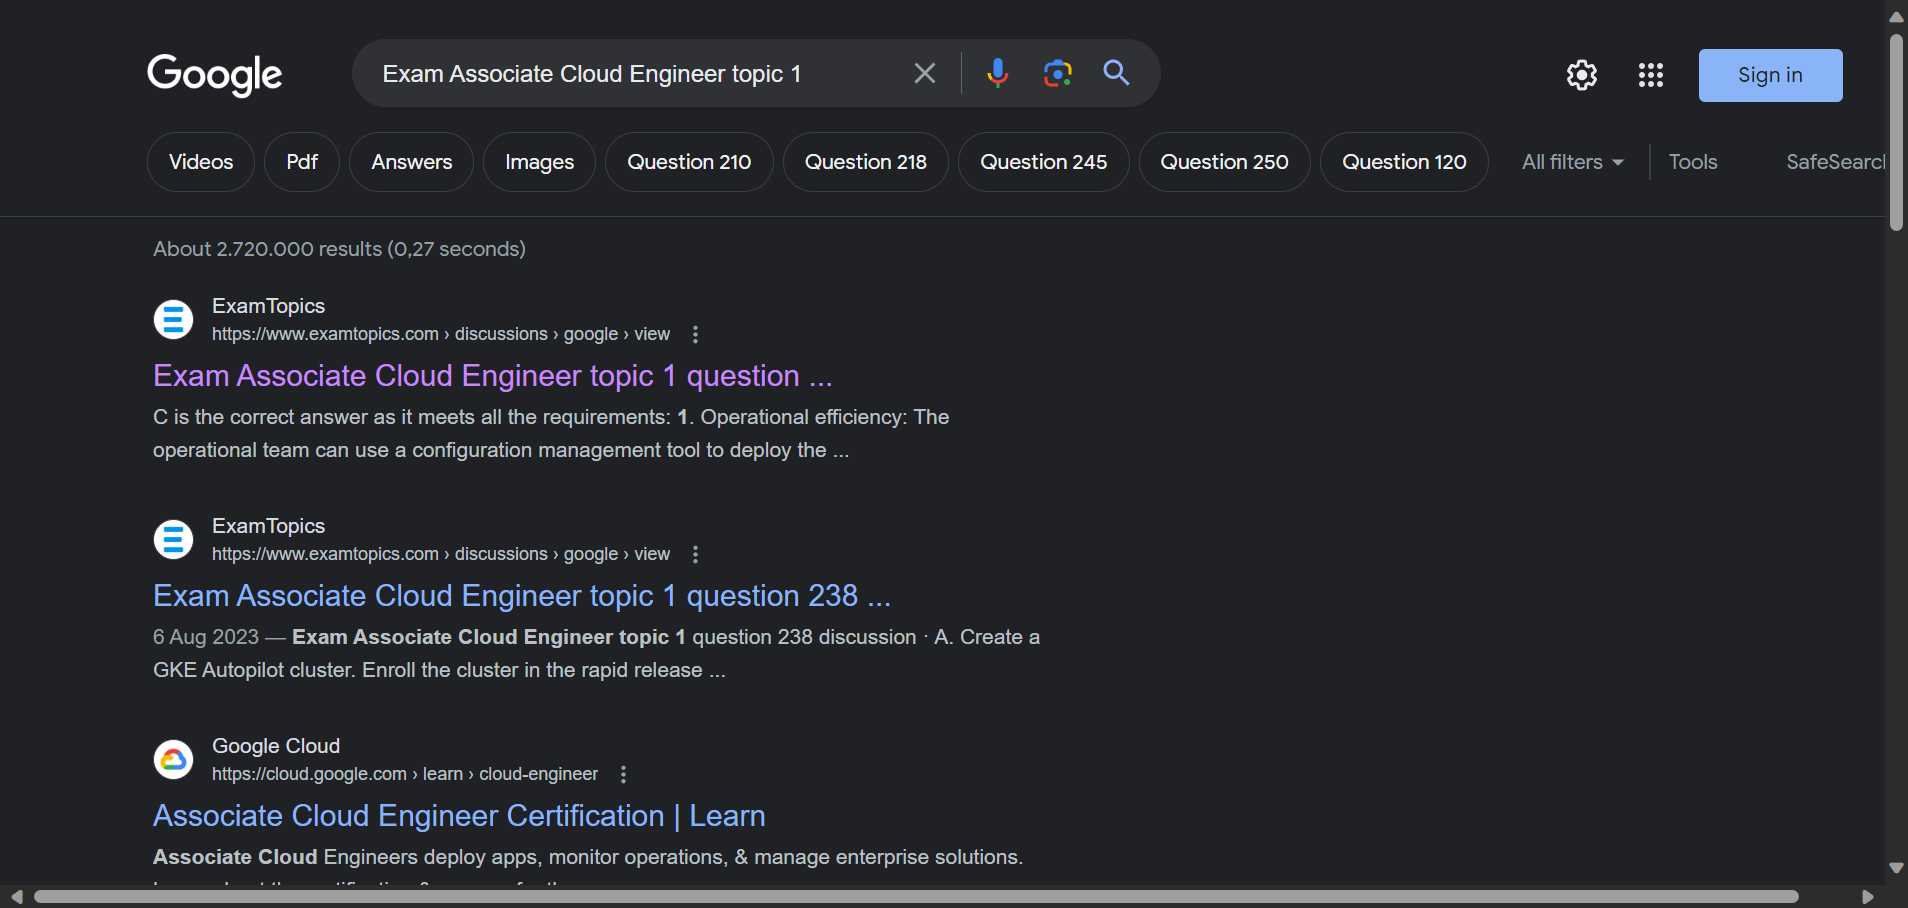 Google
Exam Associate Cloud Engineer topic 1
Sign in
Videos
Pdf
Answers
Images
Question 210
Question 218
Question 245
Question 250
Question 120
All filters
Tools
SafeSearch
About 2.720.000 results (0,27 seconds)
ExamTopics
https://www.examtopics.com › discussions › google › view
Exam Associate Cloud Engineer topic 1 question ...
C is the correct answer as it meets all the requirements: 1. Operational efficiency: The
operational team can use a configuration management tool to deploy the ...
ExamTopics
https://www.examtopics.com › discussions › google › view
Exam Associate Cloud Engineer topic 1 question 238 ...
6 Aug 2023 — Exam Associate Cloud Engineer topic 1 question 238 discussion · A. Create a
GKE Autopilot cluster. Enroll the cluster in the rapid release ...
Google Cloud
https://cloud.google.com › learn › cloud-engineer
Associate Cloud Engineer Certification | Learn
Associate Cloud Engineers deploy apps, monitor operations, & manage enterprise solutions.